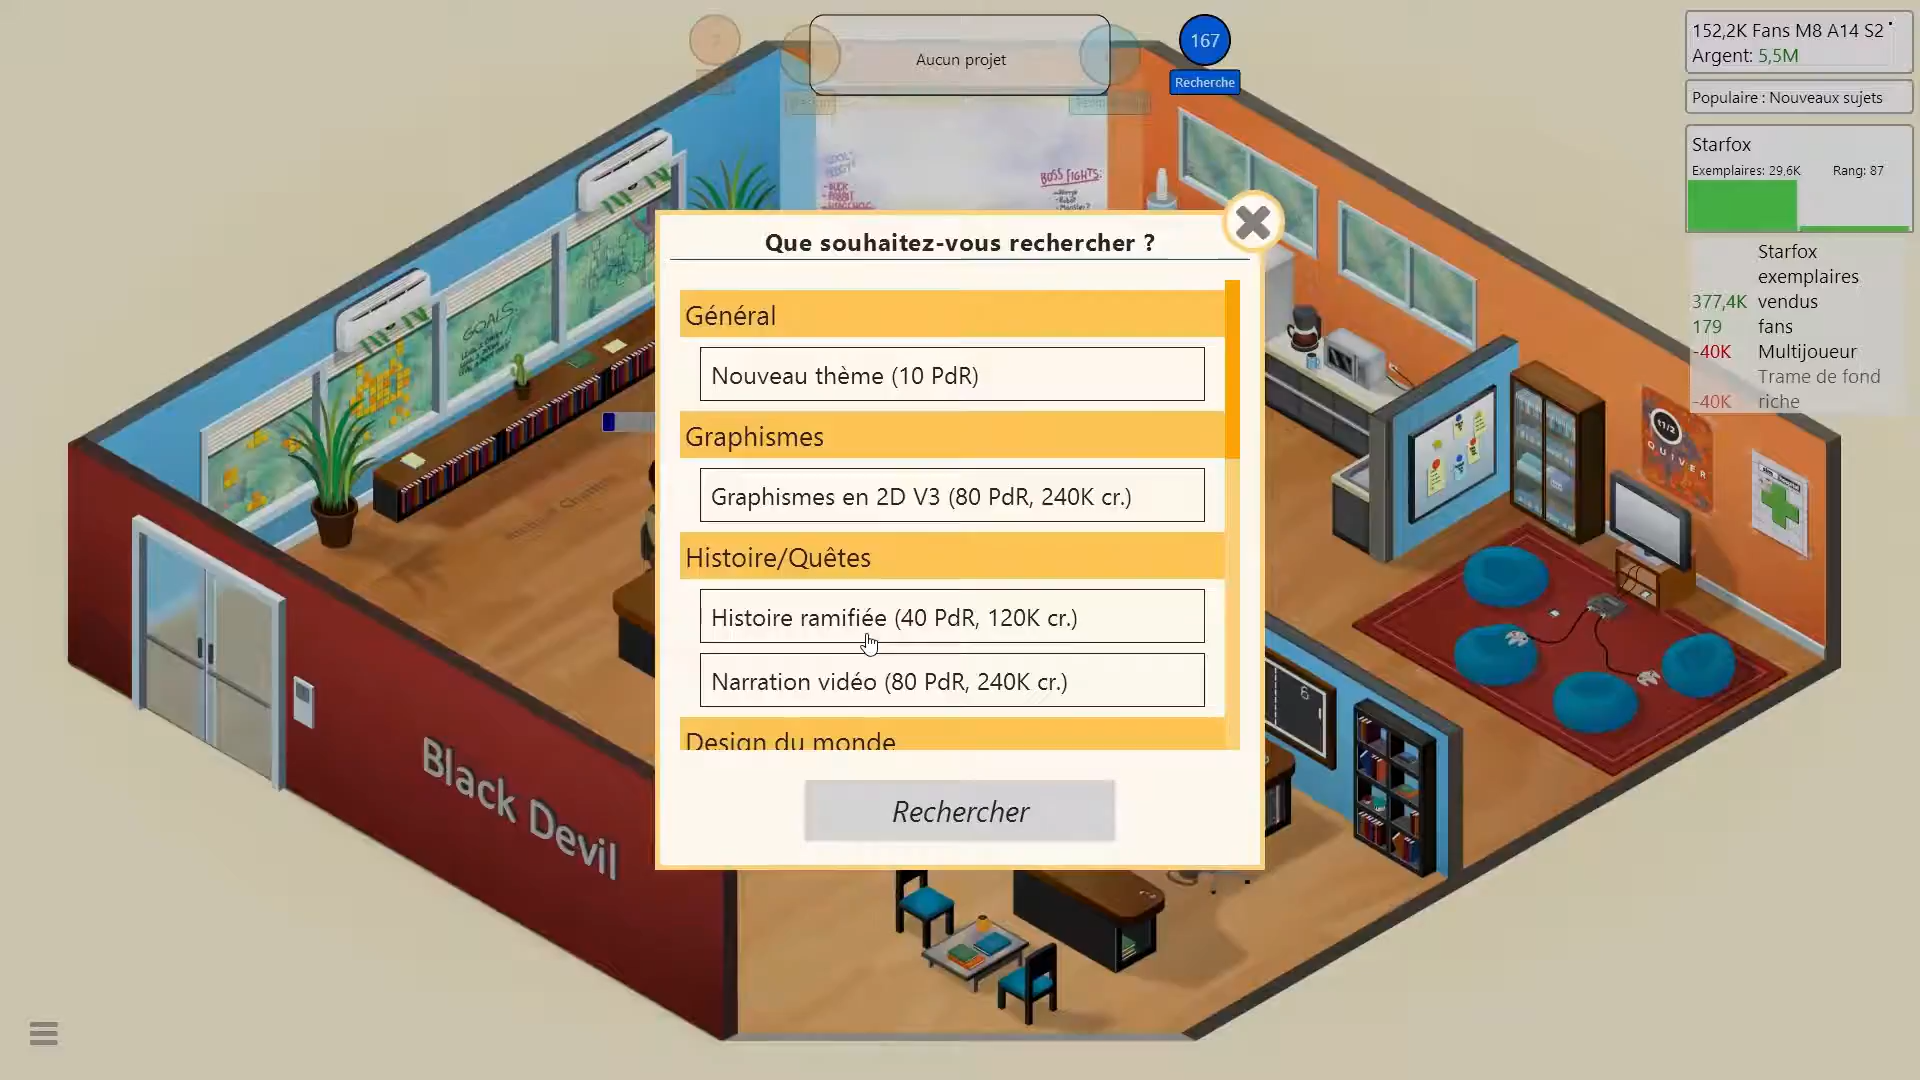 Aucun projet
167
Recherche
152,2K Fans M8 A14 S2
Argent: 5,5M
Populaire : Nouveaux sujets
Starfox
Exemplaires: 29,6K Rang: 87
Starfox
exemplaires
377,4K vendus
179 fans
-40K Multijoueur
Trame de fond
-40K riche
BOSS FIGHTS:
GOALS:
Que souhaitez-vous rechercher ?
Général
Nouveau thème (10 PdR)
Graphismes
Graphismes en 2D V3 (80 PdR, 240K cr.)
Histoire/Quêtes
Histoire ramifiée (40 PdR, 120K cr.)
Narration vidéo (80 PdR, 240K cr.)
Design du monde
Rechercher
t1/2
QUIVER
6
Black Devil